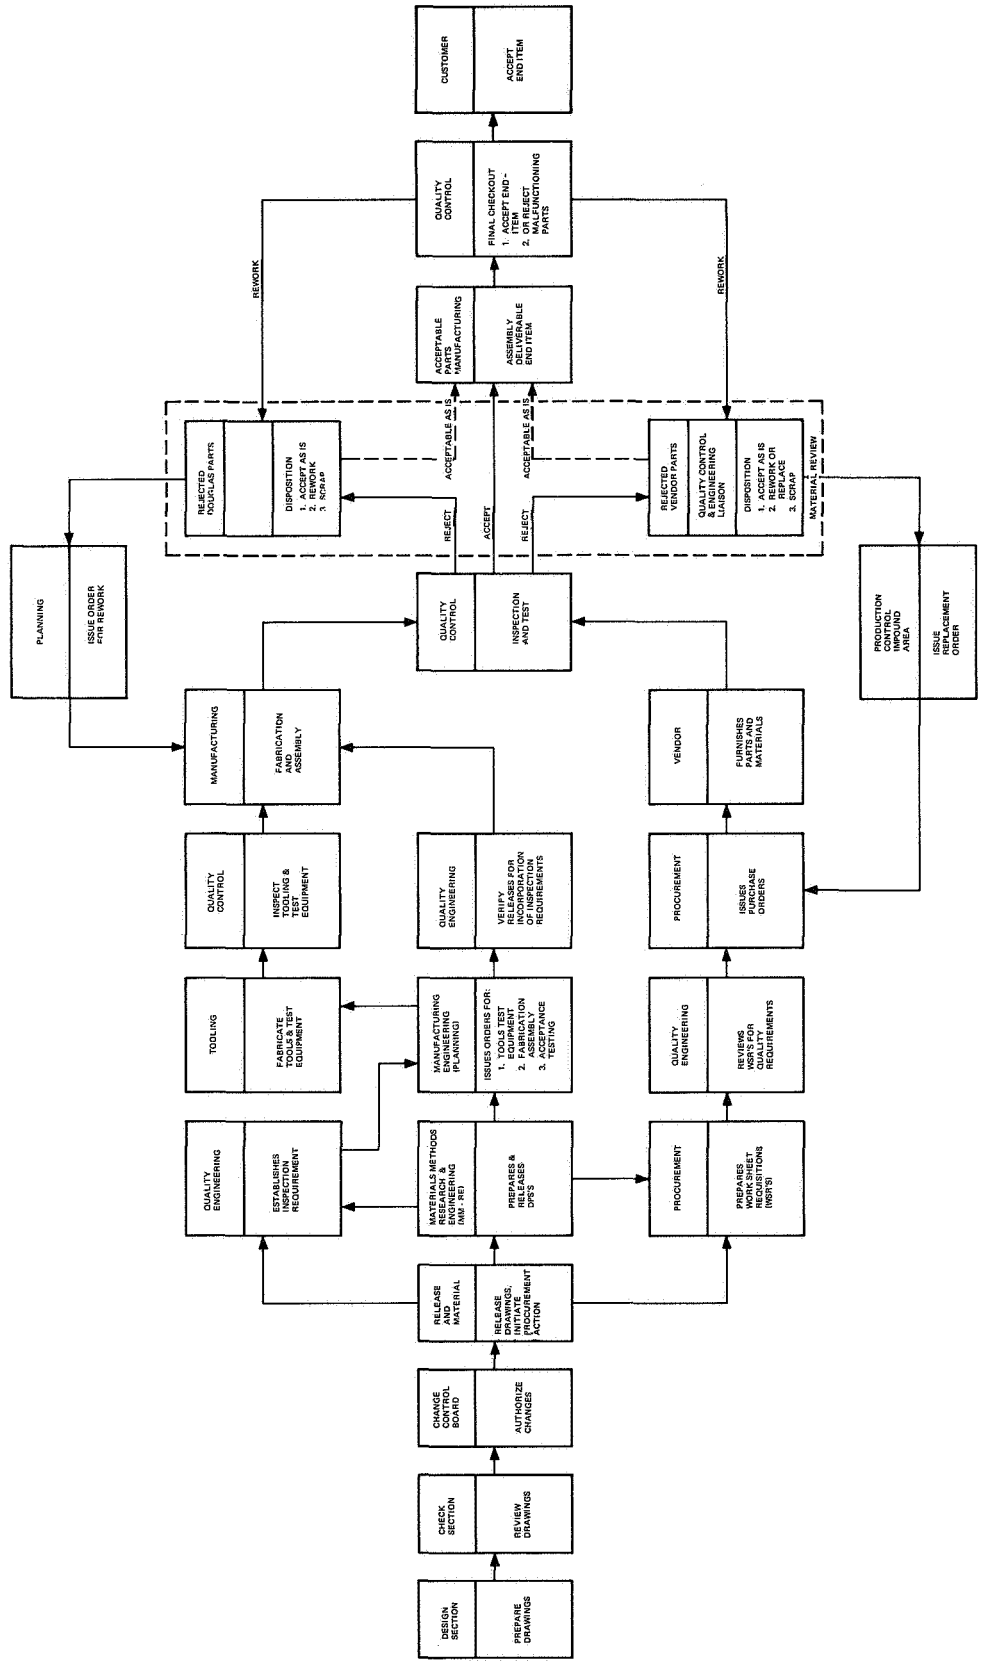 DESIGN
SECTION
PREPARE
DRAWINGS
CHECK
SECTION
REVIEW
DRAWINGS
CHANGE
CONTROL
BOARD
AUTHORIZE
CHANGES
RELEASE
AND
MATERIAL
RELEASE
DRAWINGS,
INITIATE
PROCUREMENT
ACTION
QUALITY
ENGINEERING
ESTABLISHES
INSPECTION
REQUIREMENT
MATERIALS METHODS
RESEARCH &
ENGINEERING
(MM - RE)
PREPARES &
RELEASES
DPS'S
PROCUREMENT
PREPARES
WORK SHEET
REQUISITIONS
(WSR'S)
TOOLING
FABRICATE
TOOLS & TEST
EQUIPMENT
MANUFACTURING
ENGINEERING
(PLANNING)
ISSUES ORDERS FOR:
1. TOOLS TEST
EQUIPMENT
2. FABRICATION
ASSEMBLY
3. ACCEPTANCE
TESTING
QUALITY
ENGINEERING
REVIEWS
WSR'S FOR
QUALITY
REQUIREMENTS
QUALITY
CONTROL
INSPECT
TOOLING &
TEST
EQUIPMENT
QUALITY
ENGINEERING
VERIFY
RELEASES FOR
INCORPORATION
OF INSPECTION
REQUIREMENTS
PROCUREMENT
ISSUES
PURCHASE
ORDERS
MANUFACTURING
FABRICATION
AND
ASSEMBLY
VENDOR
FURNISHES
PARTS AND
MATERIALS
PLANNING
ISSUE ORDER
FOR REWORK
QUALITY
CONTROL
INSPECTION
AND TEST
PRODUCTION
CONTROL
IMPOUND
AREA
ISSUE
REPLACEMENT
ORDER
REJECT
ACCEPT
REJECT
REJECTED
DOUGLAS PARTS
DISPOSITION
1. ACCEPT AS IS
2. REWORK
3. SCRAP
ACCEPTABLE AS IS
ACCEPTABLE AS IS
REJECTED
VENDOR PARTS
QUALITY CONTROL
& ENGINEERING
LIAISON
DISPOSITION
1. ACCEPT AS IS
2. REWORK OR
REPLACE
3. SCRAP
MATERIAL REVIEW
REWORK
ACCEPTABLE
PARTS
MANUFACTURING
ASSEMBLY
DELIVERABLE
END ITEM
REWORK
QUALITY
CONTROL
FINAL CHECKOUT
1. ACCEPT END -
ITEM
2. OR REJECT
MALFUNCTIONING
PARTS
CUSTOMER
ACCEPT
END ITEM